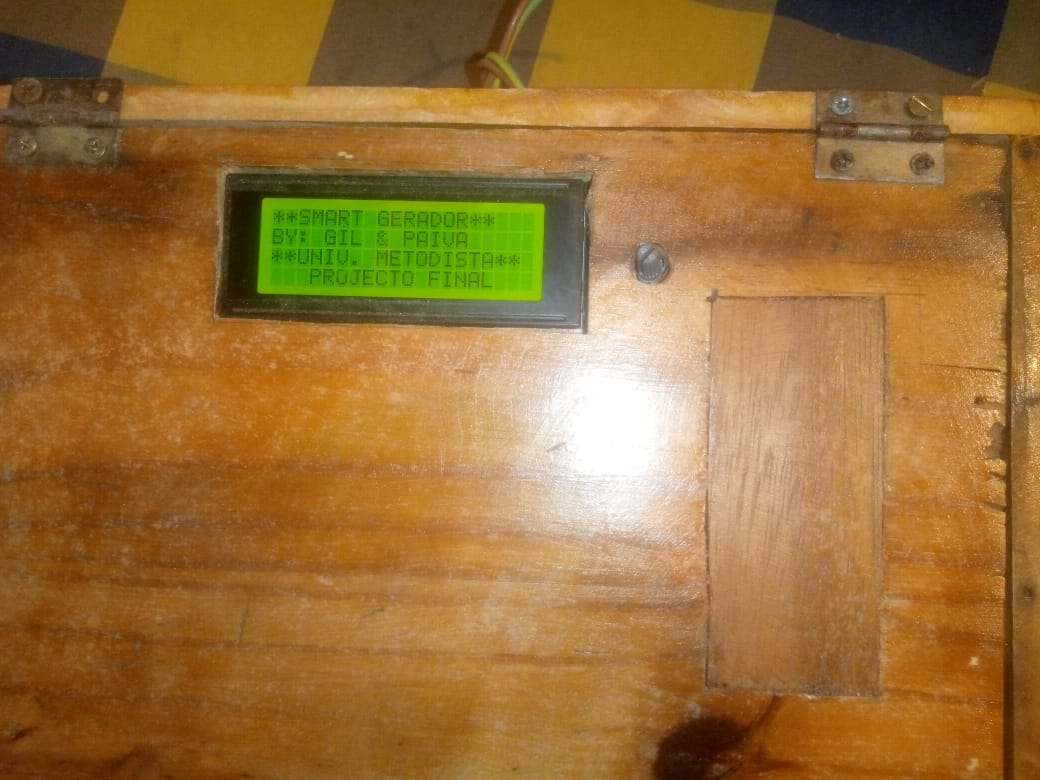 **SMART GERADOR**
BY: GIL & PAIVA
**UNIV. METODISTA**
PROJECTO FINAL